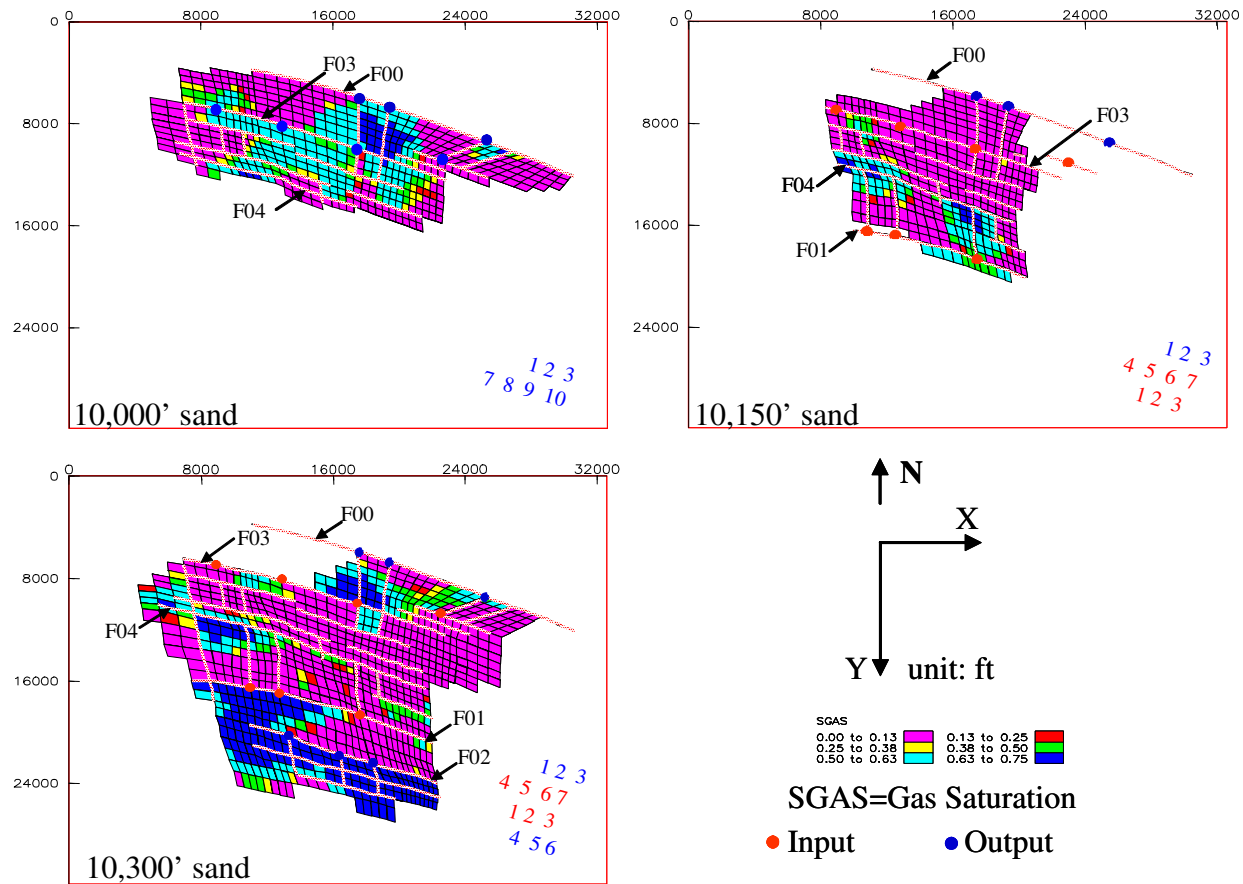 0 8000 16000 24000 32000
0
8000
16000
24000
F03
F00
F04
1 2 3
7 8 9 10
10,000' sand
0 8000 16000 24000 32000
0
8000
16000
24000
F00
F03
F04
F01
1 2 3
4 5 6 7
1 2 3
10,150' sand
0 8000 16000 24000 32000
0
8000
16000
24000
F00
F03
F04
F01
F02
1 2 3
4 5 6 7
1 2 3
4 5 6
10,300' sand
N
X
Y unit: ft
SGAS
0.00 to 0.13 0.13 to 0.25
0.25 to 0.38 0.38 to 0.50
0.50 to 0.63 0.63 to 0.75
SGAS=Gas Saturation
Input Output